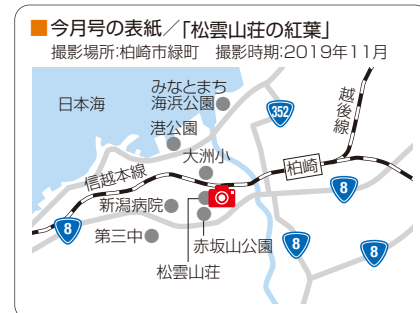 ■今月号の表紙／「松雲山荘の紅葉」
撮影場所:柏崎市緑町　撮影時期:2019年11月
日本海
みなとまち
海浜公園
港公園
大洲小
352
越後線
信越本線
柏崎
8
新潟病院
8
第三中
赤坂山公園
松雲山荘
8
8